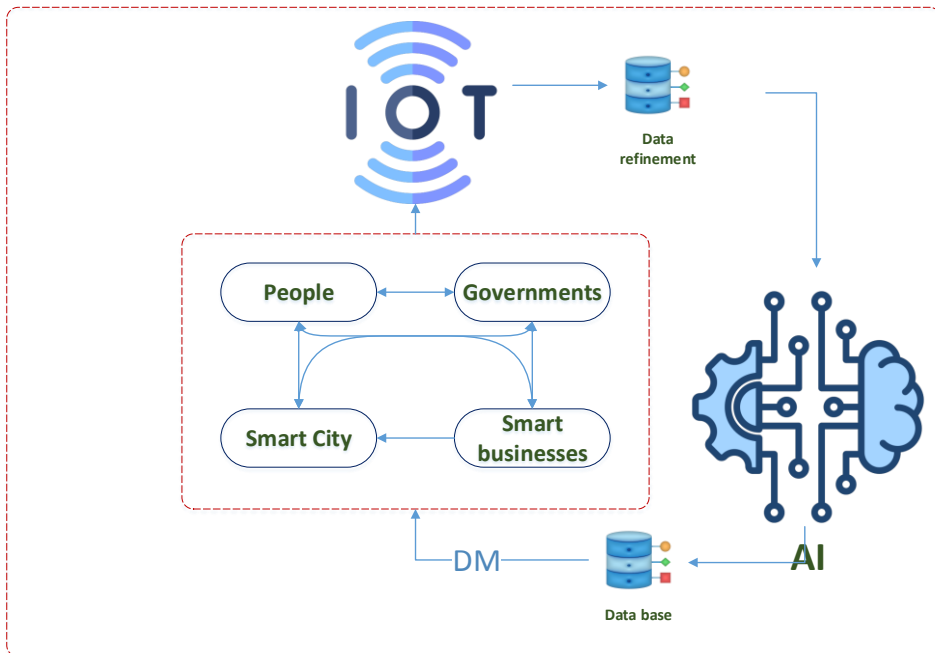 IOT
Data
refinement
People
Governments
Smart City
Smart
businesses
DM
AI
Data base